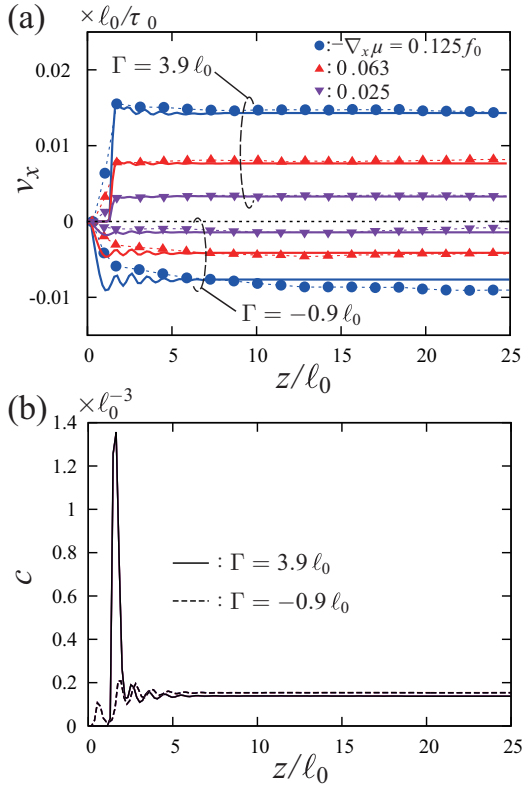 (a)
× ℓ₀/τ ₀
Γ = 3.9 ℓ₀
:−∇ₓμ = 0.125f₀
: 0.063
: 0.025
0.02
0.01
0
-0.01
vₓ
Γ = −0.9 ℓ₀
0 5 10 15 20 25
z/ℓ₀
(b)
× ℓ₀⁻³
1.4
1.2
1
0.8
0.6
0.4
0.2
0
c
: Γ = 3.9 ℓ₀
: Γ = −0.9 ℓ₀
0 5 10 15 20 25
z/ℓ₀